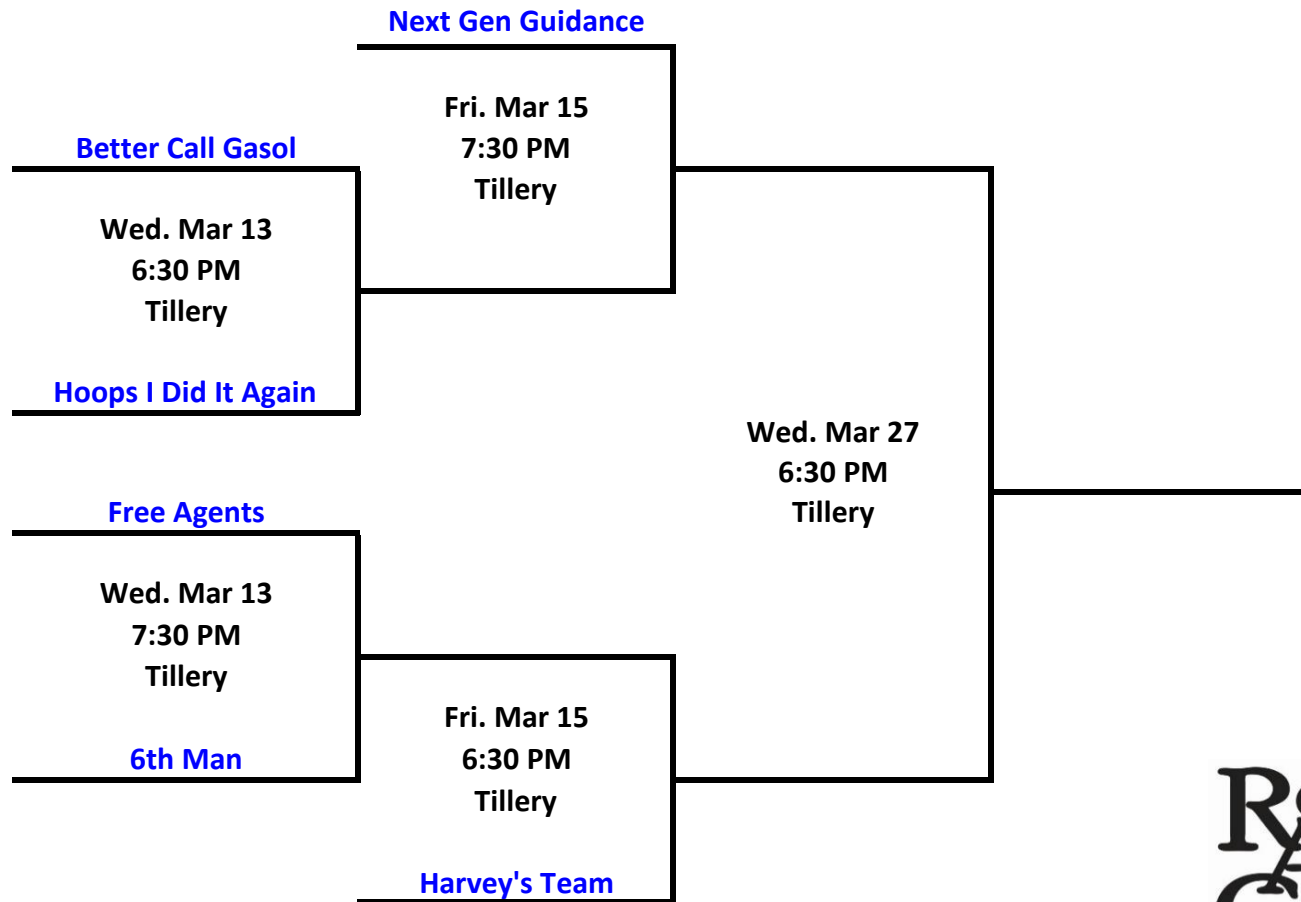 Next Gen Guidance
Fri. Mar 15
7:30 PM
Tillery
Better Call Gasol
Wed. Mar 13
6:30 PM
Tillery
Hoops I Did It Again
Wed. Mar 27
6:30 PM
Tillery
Free Agents
Wed. Mar 13
7:30 PM
Tillery
6th Man
Fri. Mar 15
6:30 PM
Tillery
Harvey's Team